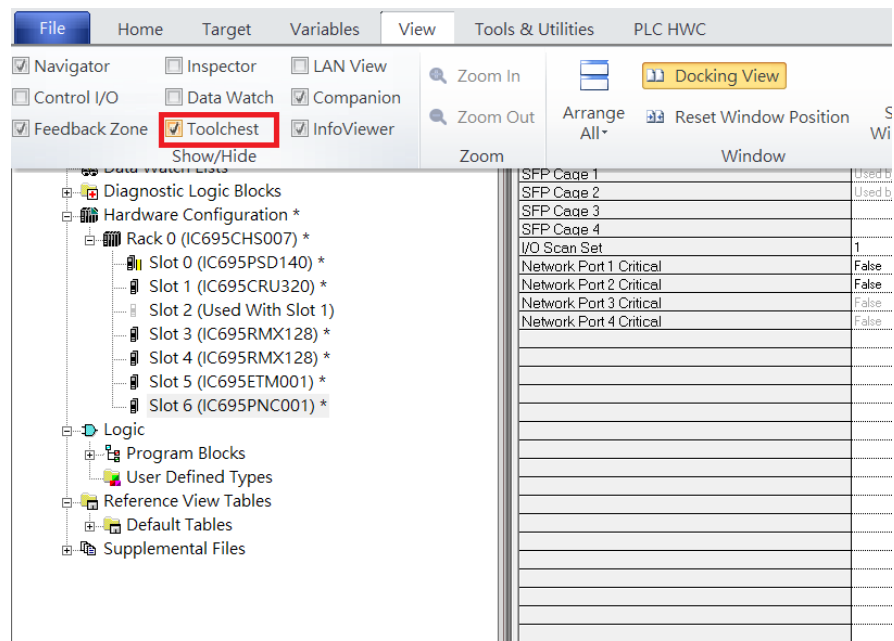 File Home Target Variables View Tools & Utilities PLC HWC
Navigator Inspector LAN View
Control I/O Data Watch Companion
Feedback Zone Toolchest InfoViewer
Show/Hide
Zoom In
Zoom Out
Zoom
Arrange All
Docking View
Reset Window Position
Window
Data Watch Lists
Diagnostic Logic Blocks
Hardware Configuration *
Rack 0 (IC695CHS007) *
Slot 0 (IC695PSD140) *
Slot 1 (IC695CRU320) *
Slot 2 (Used With Slot 1)
Slot 3 (IC695RMX128) *
Slot 4 (IC695RMX128) *
Slot 5 (IC695ETM001) *
Slot 6 (IC695PNC001) *
Logic
Program Blocks
User Defined Types
Reference View Tables
Default Tables
Supplemental Files
SFP Cage 1 Used b
SFP Cage 2 Used b
SFP Cage 3
SFP Cage 4
I/O Scan Set 1
Network Port 1 Critical False
Network Port 2 Critical False
Network Port 3 Critical False
Network Port 4 Critical False